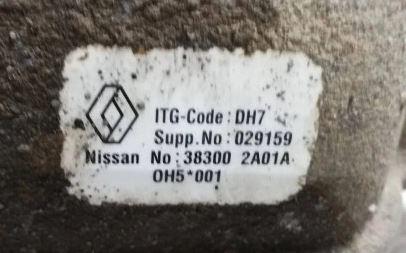 ITG-Code: DH7
Supp.No: 029159
Nissan No: 38300 2A01A
OH5*001